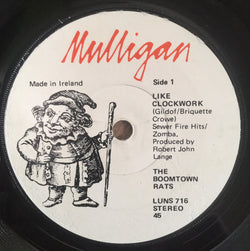 Mulligan
Made in Ireland
Side 1
LIKE
CLOCKWORK
(Gildof/Briquette
Crowe)
Sewer Fire Hits/
Zomba,
Produced by
Robert John
Lange
THE
BOOMTOWN
RATS
LUNS 716
STEREO
45